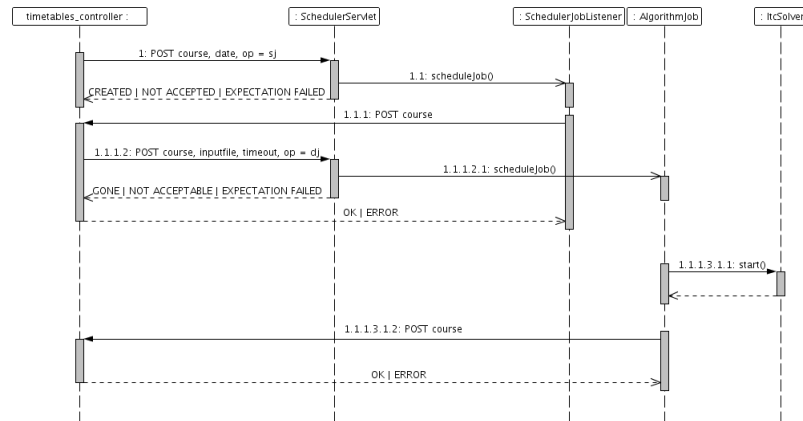 timetables_controller :
: SchedulerServlet
: SchedulerJobListener
: AlgorithmJob
: ItcSolver
1: POST course, date, op = sj
1.1: scheduleJob()
CREATED | NOT ACCEPTED | EXPECTATION FAILED
1.1.1: POST course
1.1.1.2: POST course, inputfile, timeout, op = dj
1.1.1.2.1: scheduleJob()
GONE | NOT ACCEPTABLE | EXPECTATION FAILED
OK | ERROR
1.1.1.3.1.1: start()
1.1.1.3.1.2: POST course
OK | ERROR